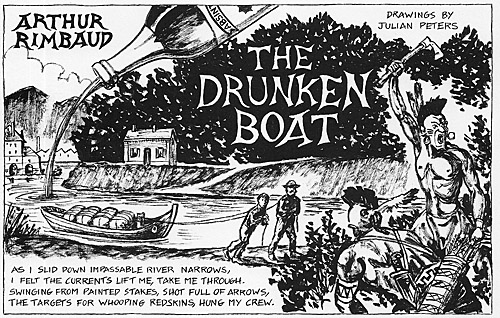 ARTHUR
RIMBAUD
ABSIN
DRAWINGS BY
JULIAN PETERS
THE
DRUNKEN
BOAT
AS I SLID DOWN IMPASSABLE RIVER NARROWS,
I FELT THE CURRENTS LIFT ME, TAKE ME THROUGH.
SWINGING FROM PAINTED STAKES, SHOT FULL OF ARROWS,
THE TARGETS FOR WHOOPING REDSKINS, HUNG MY CREW.